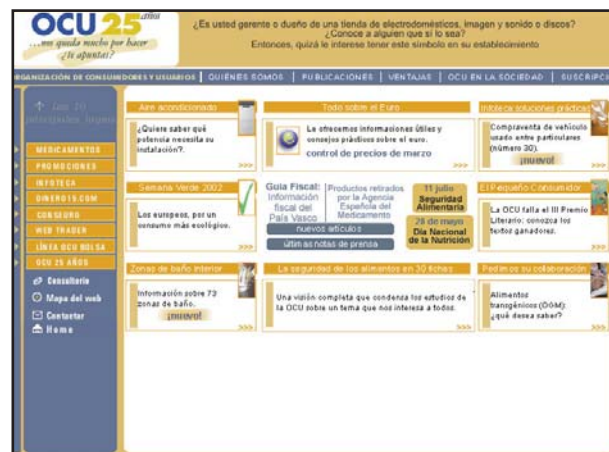 OCU 25 años
...nos queda mucho por hacer
¿te apuntas?
¿Es usted gerente o dueño de una tienda de electrodomésticos, imagen y sonido o discos?
¿Conoce a alguien que sí lo sea?
Entonces, quizá le interese tener este símbolo en su establecimiento
ORGANIZACIÓN DE CONSUMIDORES Y USUARIOS | QUIÉNES SOMOS | PUBLICACIONES | VENTAJAS | OCU EN LA SOCIEDAD | SUSCRIPCI
Los 20
principales
MEDICAMENTOS
PROMOCIONES
INFOTECA
DINERO15.COM
CONSEURO
WEB TRADER
LÍNEA OCU BOLSA
OCU 25 AÑOS
Consultorio
Mapa del web
Contactar
Home
Aire acondicionado
¿Quiere saber qué
potencia necesita su
instalación?.
>>>
Todo sobre el Euro
Le ofrecemos informaciones útiles y
consejos prácticos sobre el euro.
control de precios de marzo
>>>
Infoteca soluciones prácticas
Compraventa de vehículo
usado entre particulares
(número 30).
¡nuevo!
>>>
Semana Verde 2002
Los europeos, por un
consumo más ecológico.
>>>
Guía Fiscal:
Información
fiscal del
País Vasco
Productos retirados
por la Agencia
Española del
Medicamento
nuevos artículos
últimas notas de prensa
11 julio
Seguridad
Alimentaria
28 de mayo
Día Nacional
de la Nutrición
El Pequeño Consumidor
La OCU falla el III Premio
Literario: conozca los
textos ganadores.
>>>
Zonas de baño interior
Información sobre 73
zonas de baño.
¡nuevo!
>>>
La seguridad de los alimentos en 30 fichas
Una visión completa que condensa los estudios de
la OCU sobre un tema que nos interesa a todos.
>>>
Pedimos su colaboración
Alimentos
transgénicos (OGM):
¿qué desea saber?
>>>